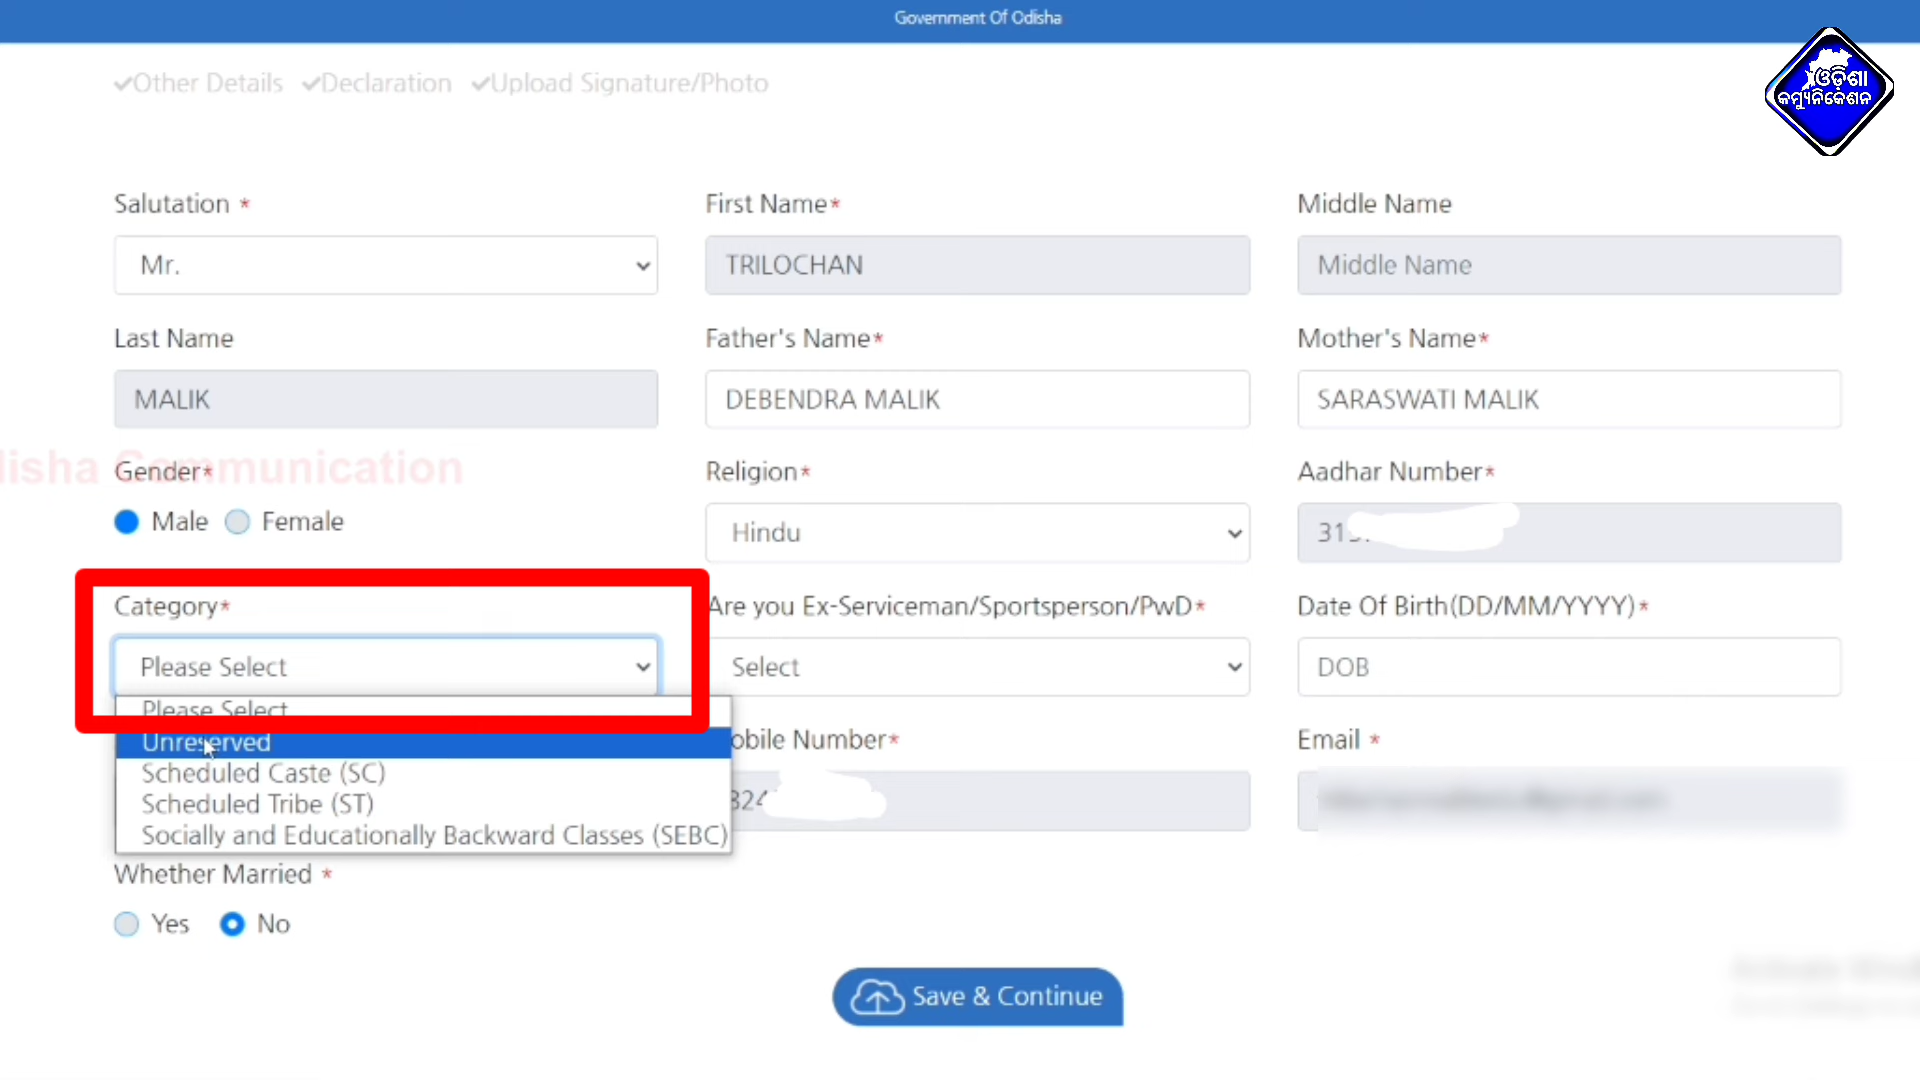 Government Of Odisha
ଓଡ଼ିଶା
କମ୍ୟୁନିକେଶନ
Other Details Declaration Upload Signature/Photo
Salutation * First Name* Middle Name
Mr. TRILOCHAN Middle Name
Last Name Father's Name* Mother's Name*
MALIK DEBENDRA MALIK SARASWATI MALIK
disha Communication
Gender* Religion* Aadhar Number*
Male Female Hindu 31
Category* Are you Ex-Serviceman/Sportsperson/PwD* Date Of Birth(DD/MM/YYYY)*
Please Select Select DOB
Please Select
Unreserved obile Number* Email *
Scheduled Caste (SC)
Scheduled Tribe (ST) 824
Socially and Educationally Backward Classes (SEBC)
Whether Married *
Yes No
Save & Continue